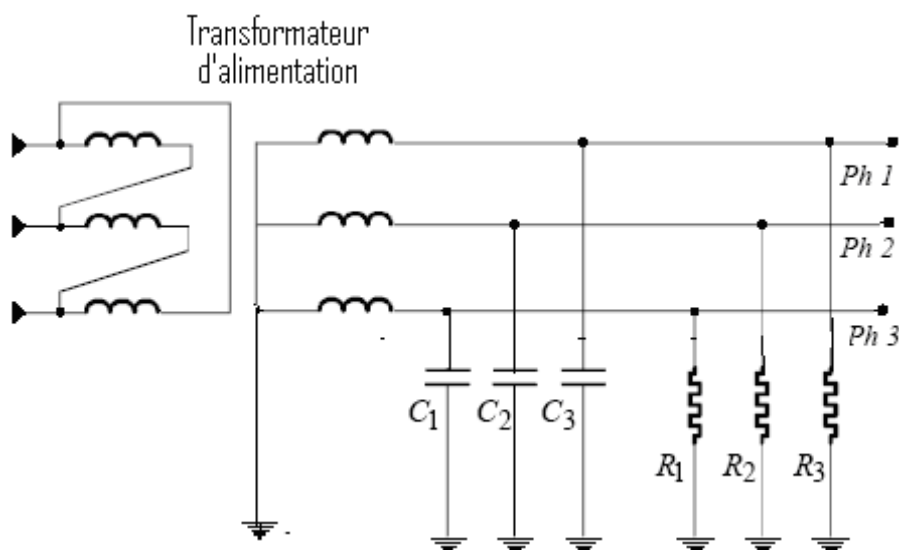 Transformateur
d'alimentation
Ph 1
Ph 2
Ph 3
C1 C2 C3
R1 R2 R3